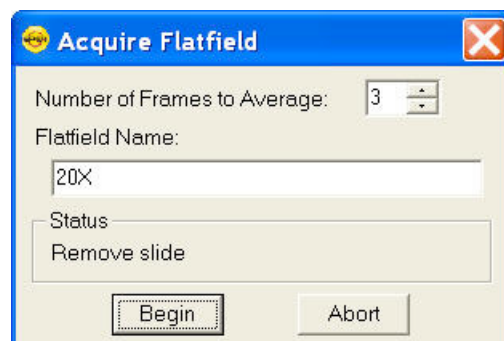 Acquire Flatfield
Number of Frames to Average: 3
Flatfield Name:
20X
Status
Remove slide
Begin Abort